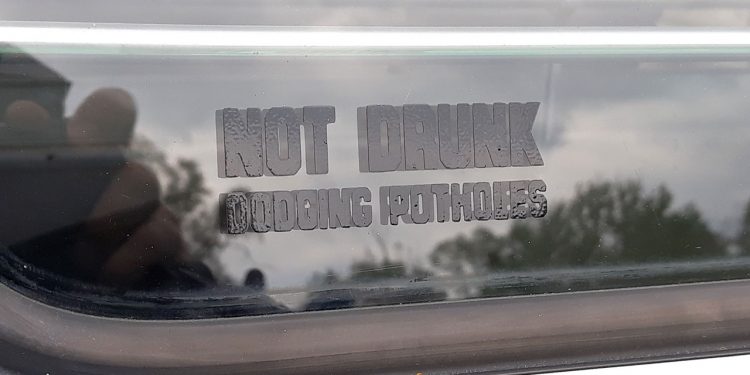 NOT DRUNK
DODGING POTHOLES